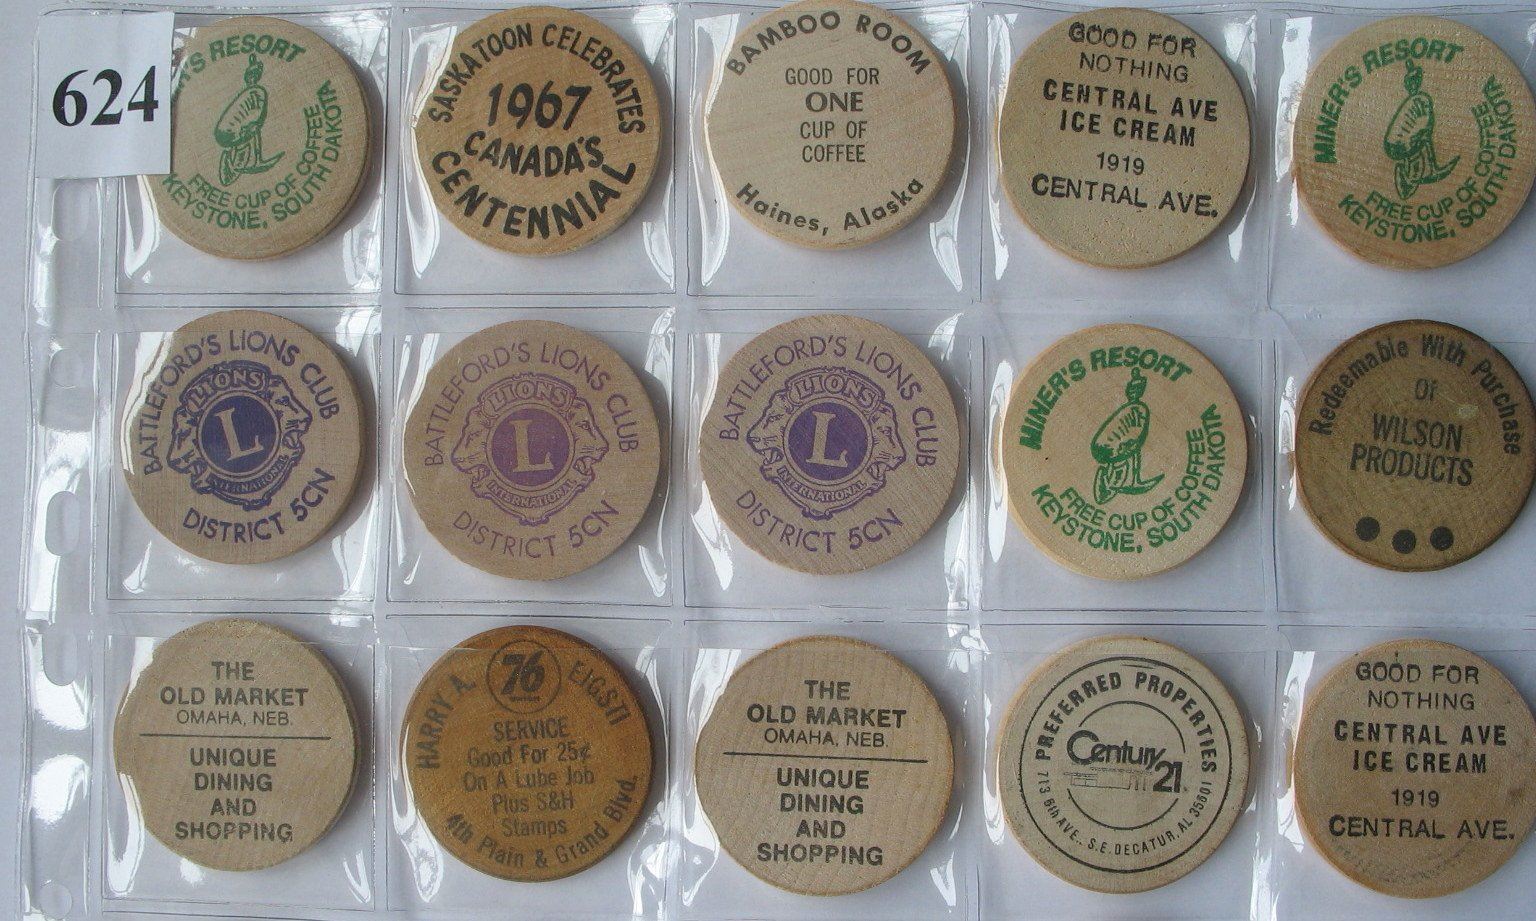 624
'S RESORT
FREE CUP OF COFFEE
KEYSTONE, SOUTH DAKOTA
SASKATOON CELEBRATES
1967
CANADA'S
CENTENNIAL
BAMBOO ROOM
GOOD FOR
ONE
CUP OF
COFFEE
Haines, Alaska
GOOD FOR
NOTHING
CENTRAL AVE
ICE CREAM
1919
CENTRAL AVE.
MINER'S RESORT
FREE CUP OF COFFEE
KEYSTONE, SOUTH DAKOTA
BATTLEFORD'S LIONS CLUB
LIONS
L
INTERNATIONAL
DISTRICT 5CN
BATTLEFORD'S LIONS CLUB
LIONS
L
INTERNATIONAL
DISTRICT 5CN
BATTLEFORD'S LIONS CLUB
LIONS
L
INTERNATIONAL
DISTRICT 5CN
MINER'S RESORT
FREE CUP OF COFFEE
KEYSTONE, SOUTH DAKOTA
Redeemable With Purchase
Of
WILSON
PRODUCTS
THE
OLD MARKET
OMAHA, NEB.
UNIQUE
DINING
AND
SHOPPING
HARRY A. EIGSTI
76
SERVICE
Good For 25¢
On A Lube Job
Plus S&H
Stamps
4th Plain & Grand Blvd.
THE
OLD MARKET
OMAHA, NEB.
UNIQUE
DINING
AND
SHOPPING
PREFERRED PROPERTIES
Century 21
713 6th AVE., S.E. DECATUR, AL 35601
GOOD FOR
NOTHING
CENTRAL AVE
ICE CREAM
1919
CENTRAL AVE.